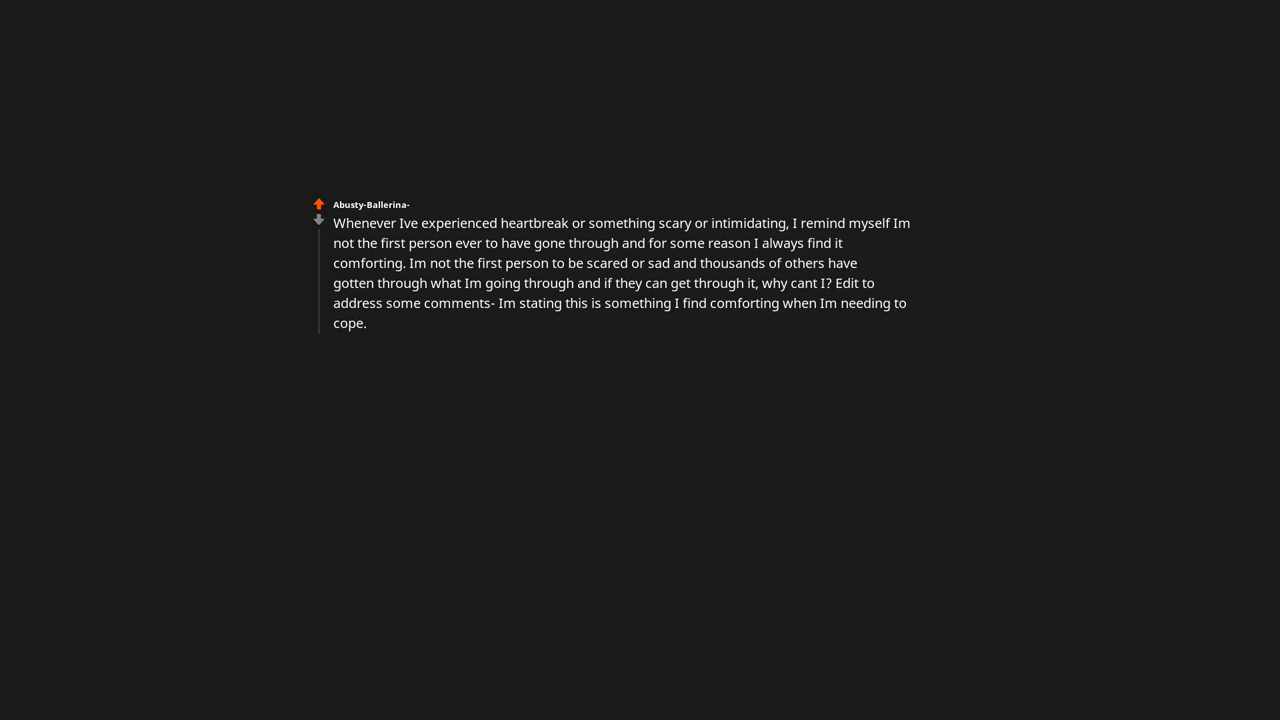 Abusty-Ballerina-
Whenever Ive experienced heartbreak or something scary or intimidating, I remind myself Im
not the first person ever to have gone through and for some reason I always find it
comforting. Im not the first person to be scared or sad and thousands of others have
gotten through what Im going through and if they can get through it, why cant I? Edit to
address some comments- Im stating this is something I find comforting when Im needing to
cope.